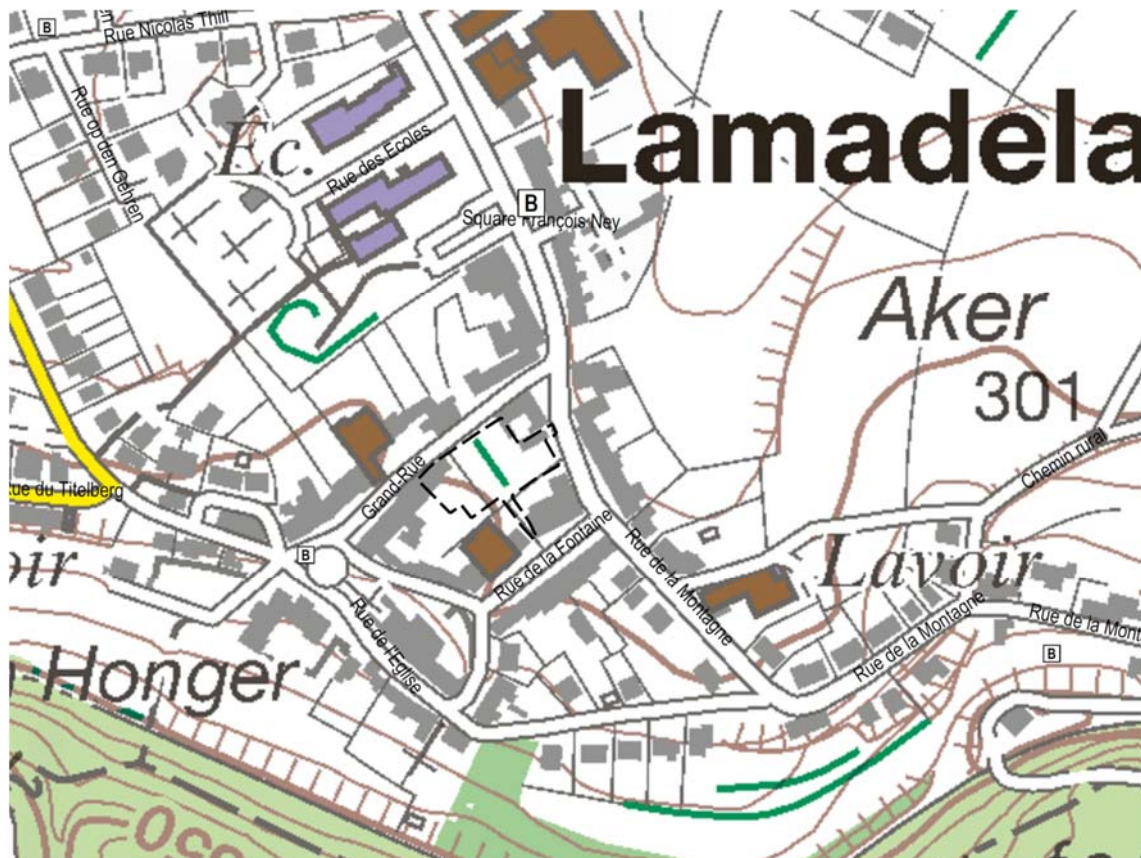 B
Rue Nicolas Thill
Rue op den Gehren
Éc.
Rue des Ecoles
B
Square François Ney
Lamadela
Aker
301
Chemin rural
Grand-Rue
Rue de la Fontaine
Rue de la Montagne
Lavoir
Rue de la Montagne
Rue de la Mont
ue du Titelberg
oir
B
Rue de l'Eglise
Honger
B